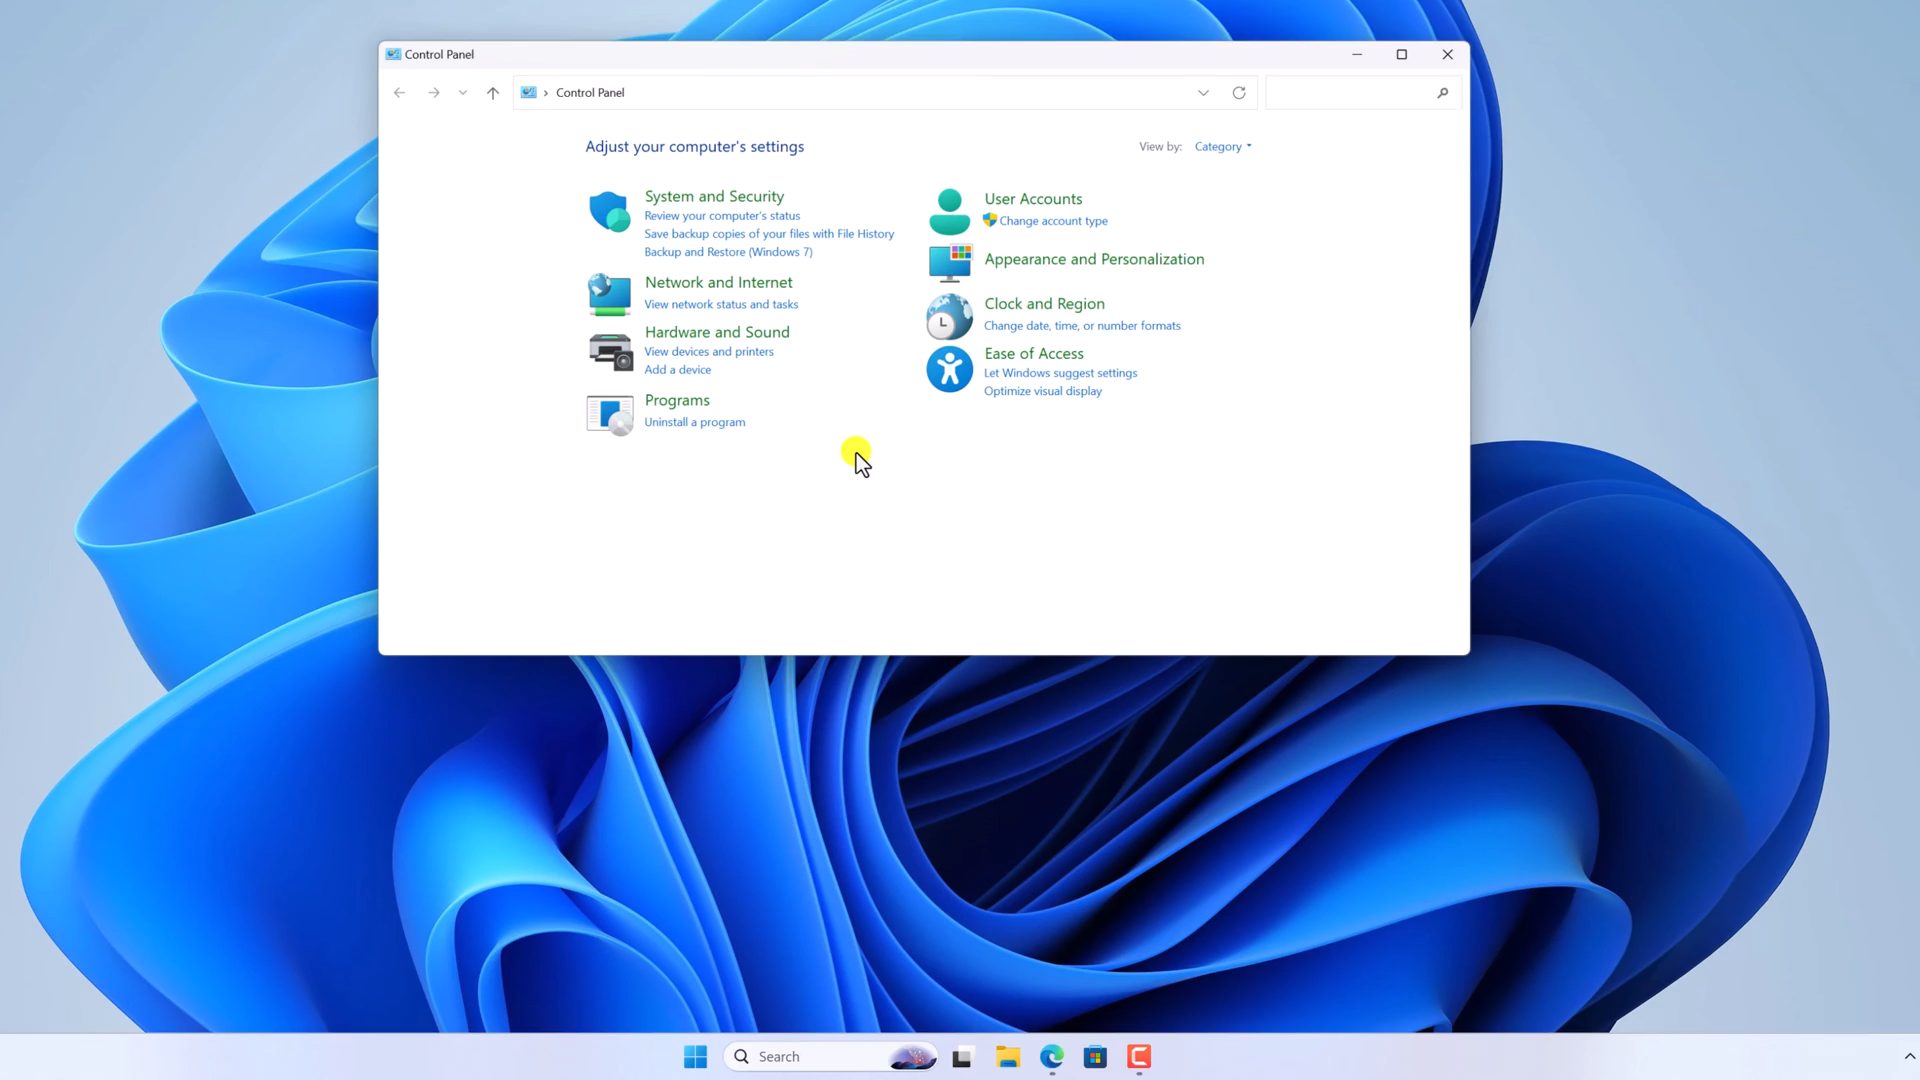 Control Panel
Control Panel
Adjust your computer's settings
View by: Category
System and Security
Review your computer's status
Save backup copies of your files with File History
Backup and Restore (Windows 7)
Network and Internet
View network status and tasks
Hardware and Sound
View devices and printers
Add a device
Programs
Uninstall a program
User Accounts
Change account type
Appearance and Personalization
Clock and Region
Change date, time, or number formats
Ease of Access
Let Windows suggest settings
Optimize visual display
Search